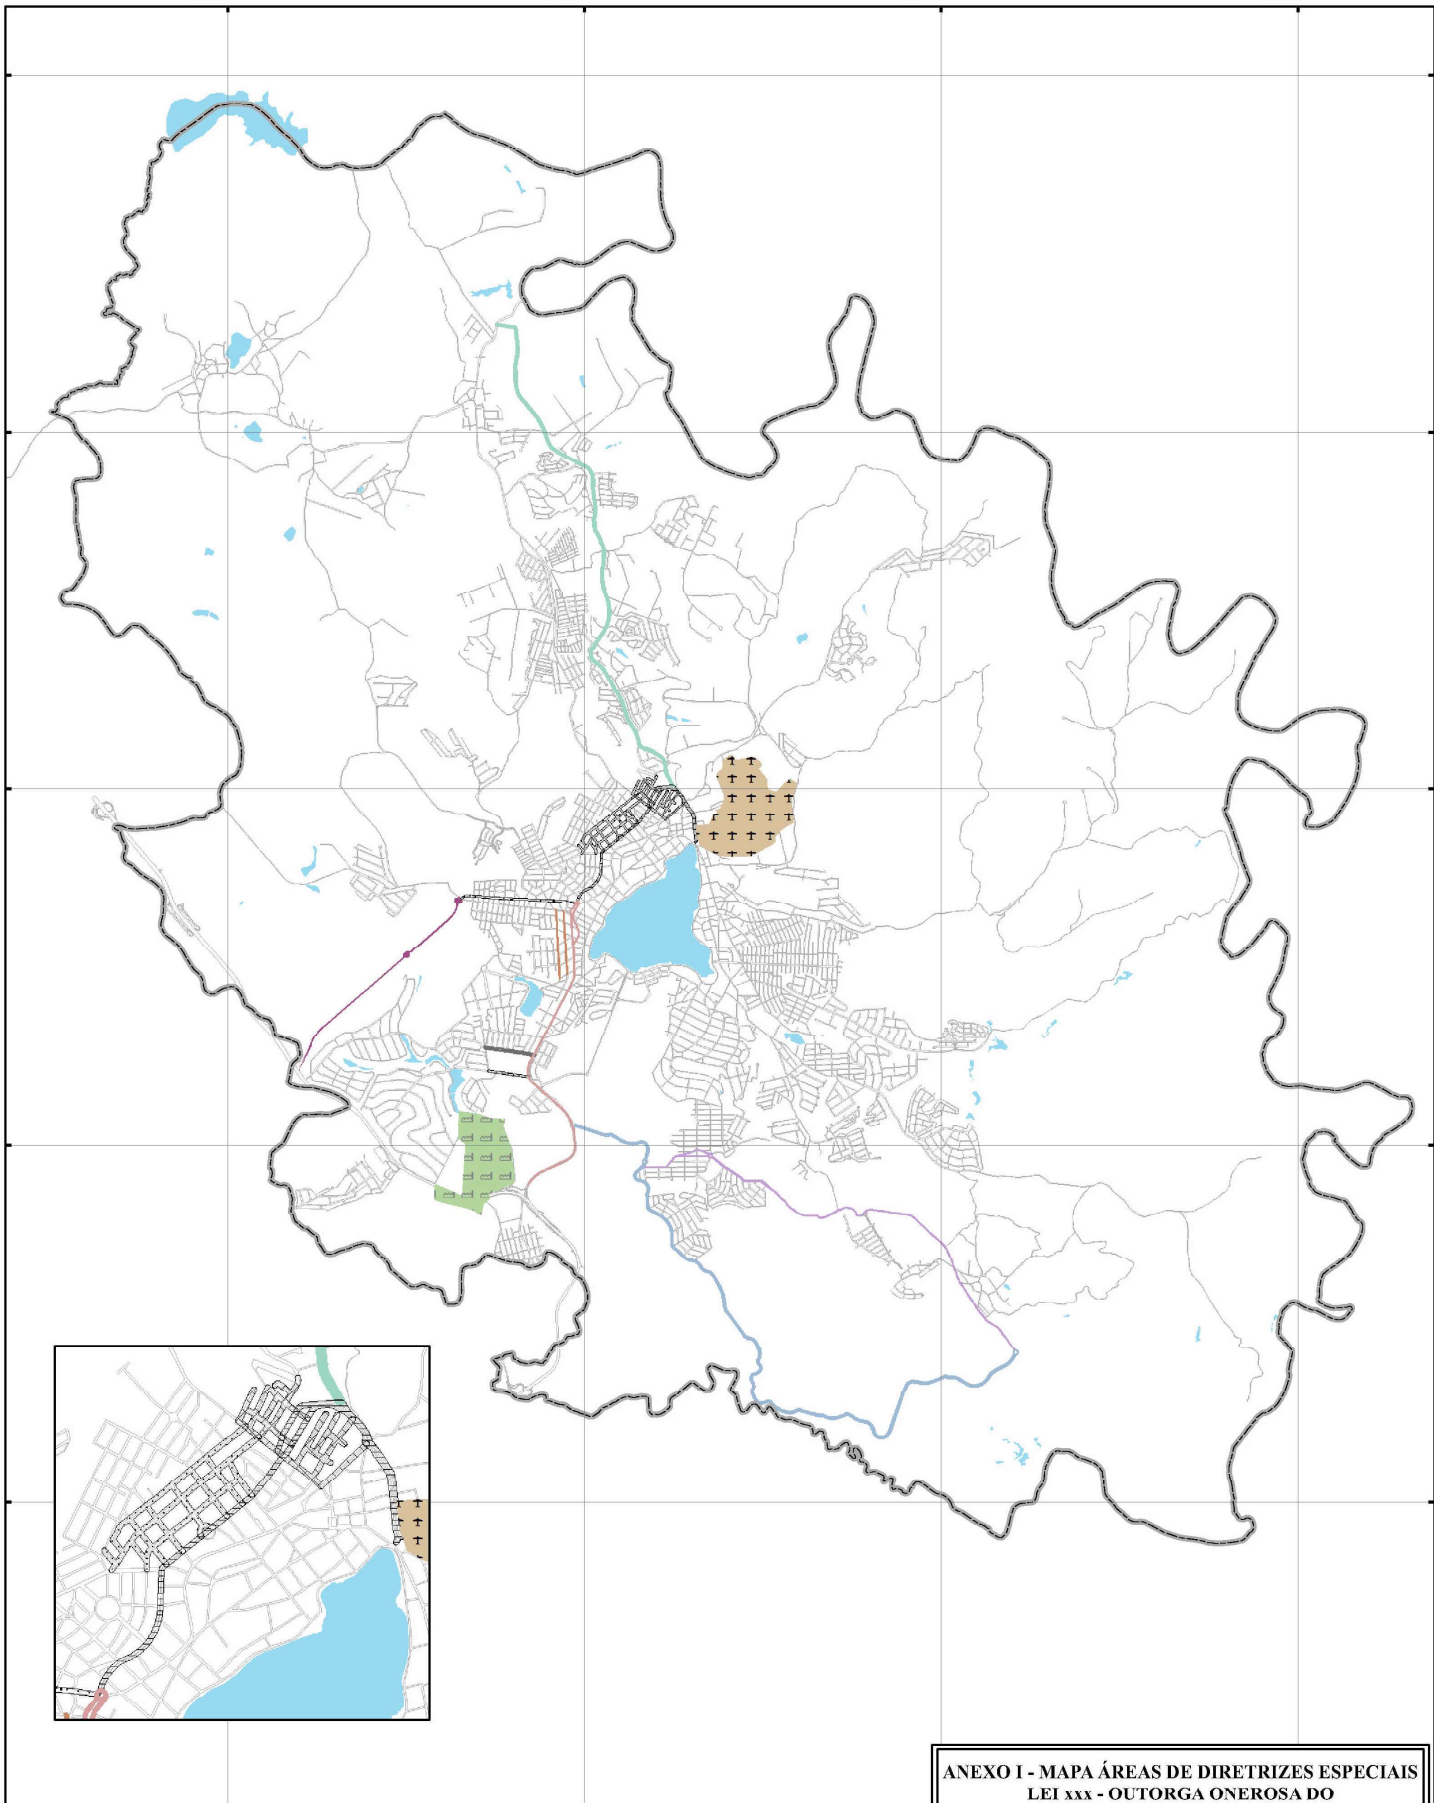 ANEXO I - MAPA ÁREAS DE DIRETRIZES ESPECIAIS
LEI xxx - OUTORGA ONEROSA DO